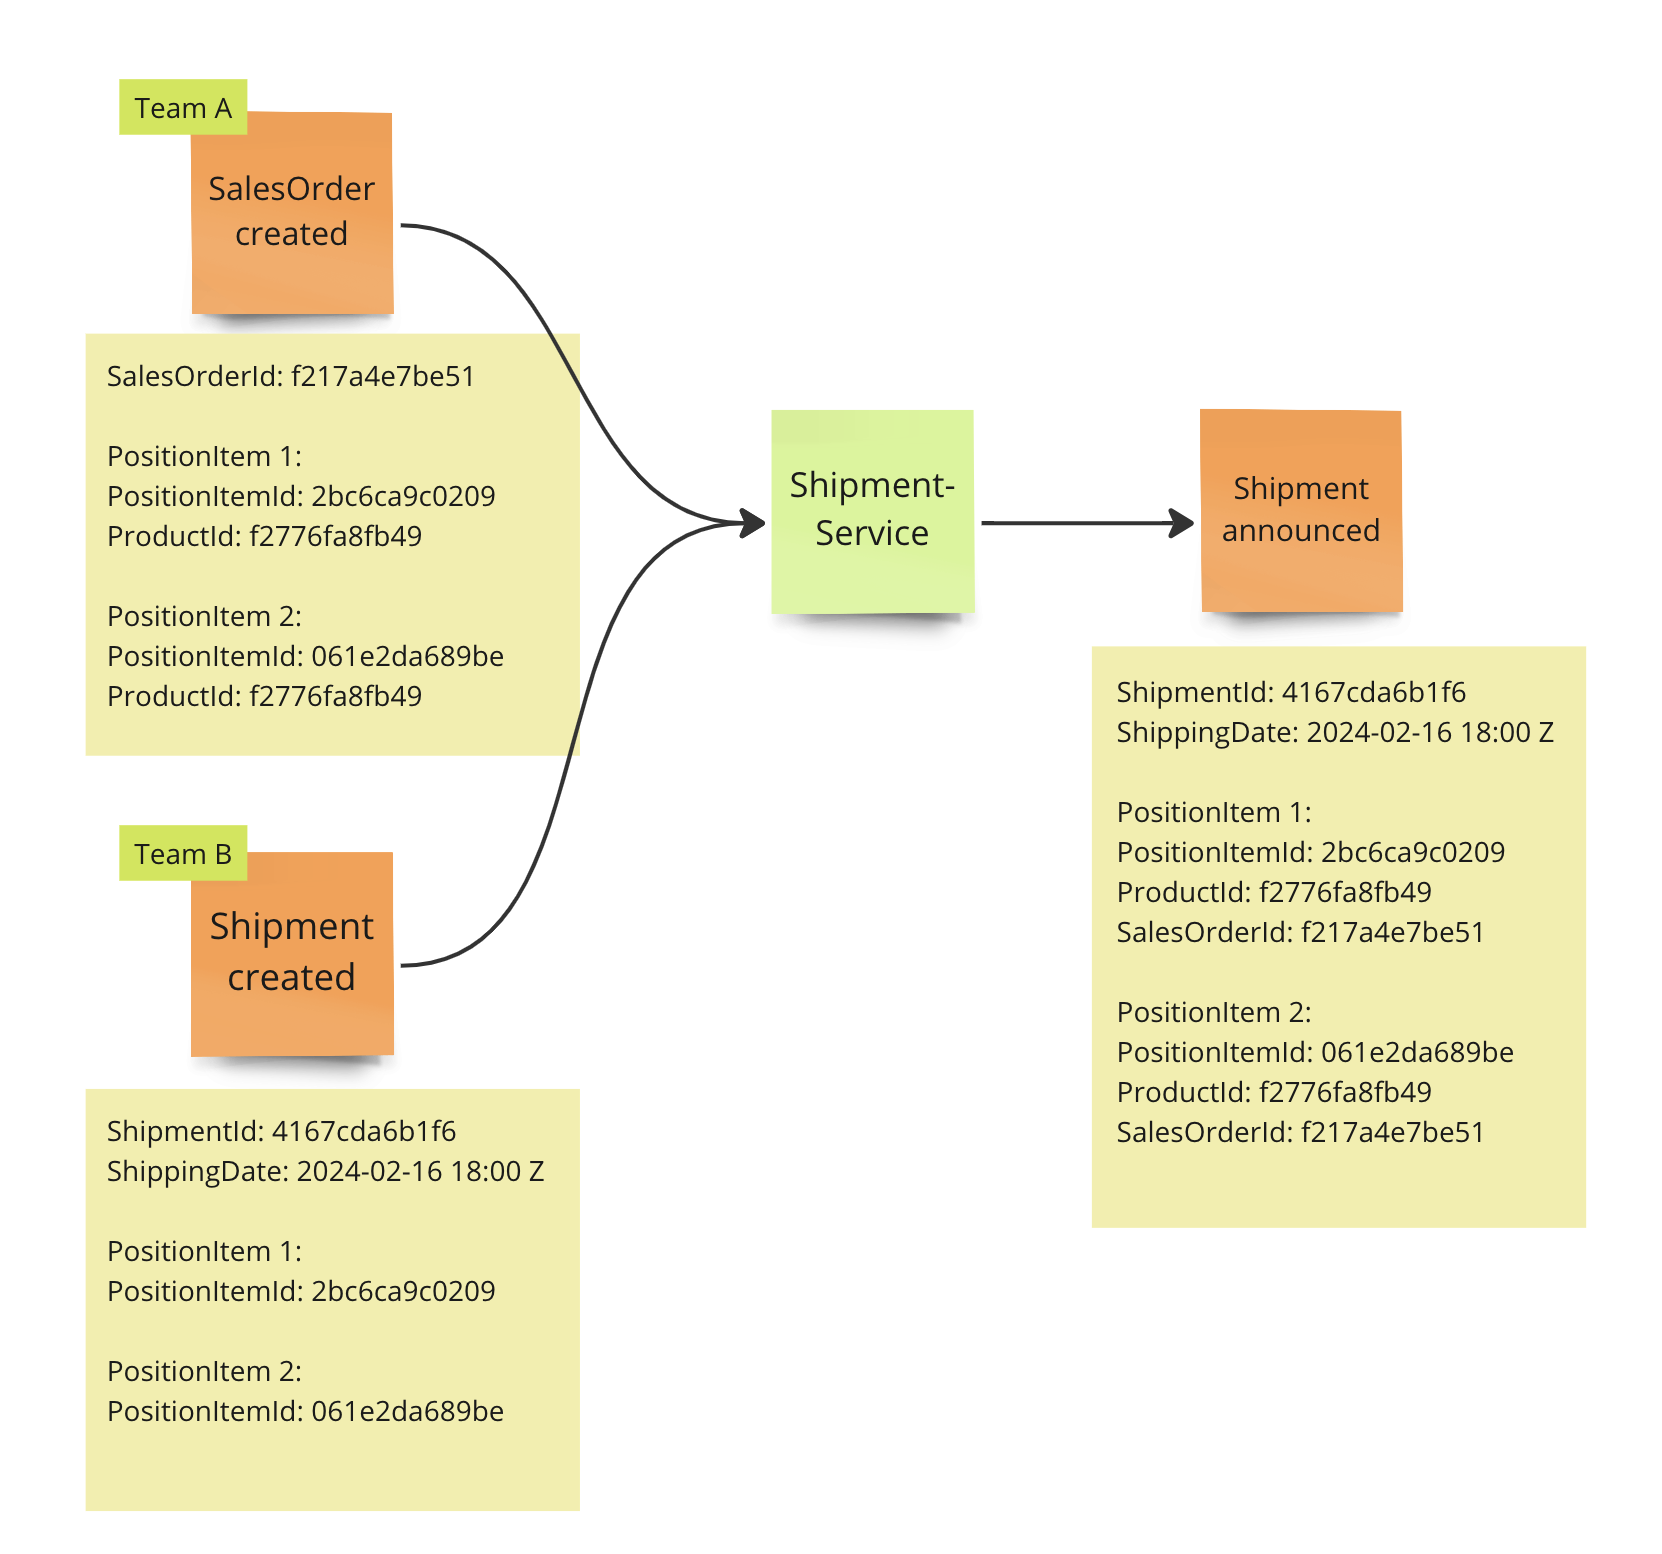 Team A
SalesOrder
created
SalesOrderId: f217a4e7be51
PositionItem 1:
PositionItemId: 2bc6ca9c0209
ProductId: f2776fa8fb49
PositionItem 2:
PositionItemId: 061e2da689be
ProductId: f2776fa8fb49
Team B
Shipment
created
ShipmentId: 4167cda6b1f6
ShippingDate: 2024-02-16 18:00 Z
PositionItem 1:
PositionItemId: 2bc6ca9c0209
PositionItem 2:
PositionItemId: 061e2da689be
Shipment-
Service
Shipment
announced
ShipmentId: 4167cda6b1f6
ShippingDate: 2024-02-16 18:00 Z
PositionItem 1:
PositionItemId: 2bc6ca9c0209
ProductId: f2776fa8fb49
SalesOrderId: f217a4e7be51
PositionItem 2:
PositionItemId: 061e2da689be
ProductId: f2776fa8fb49
SalesOrderId: f217a4e7be51